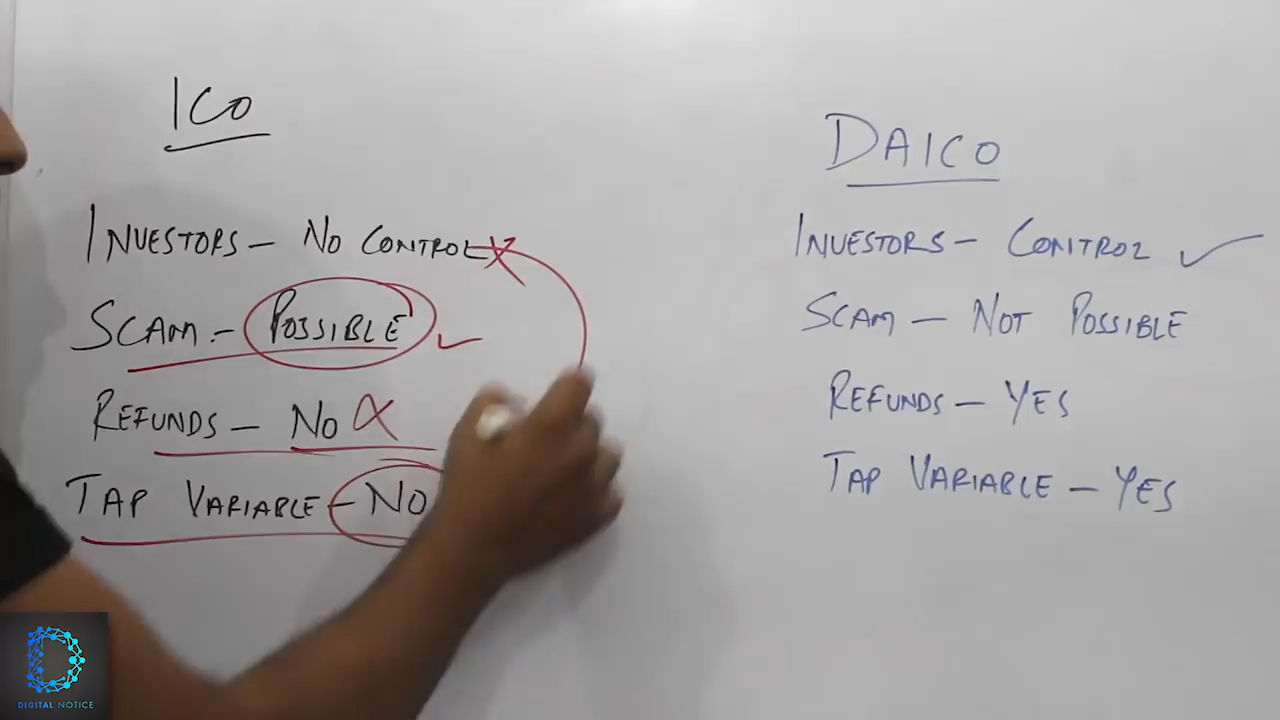 ICO
INVESTORS - NO CONTROL
SCAM - POSSIBLE
REFUNDS - NO
TAP VARIABLE - NO
DAICO
INVESTORS - CONTROL
SCAM - NOT POSSIBLE
REFUNDS - YES
TAP VARIABLE - YES
DIGITAL NOTICE